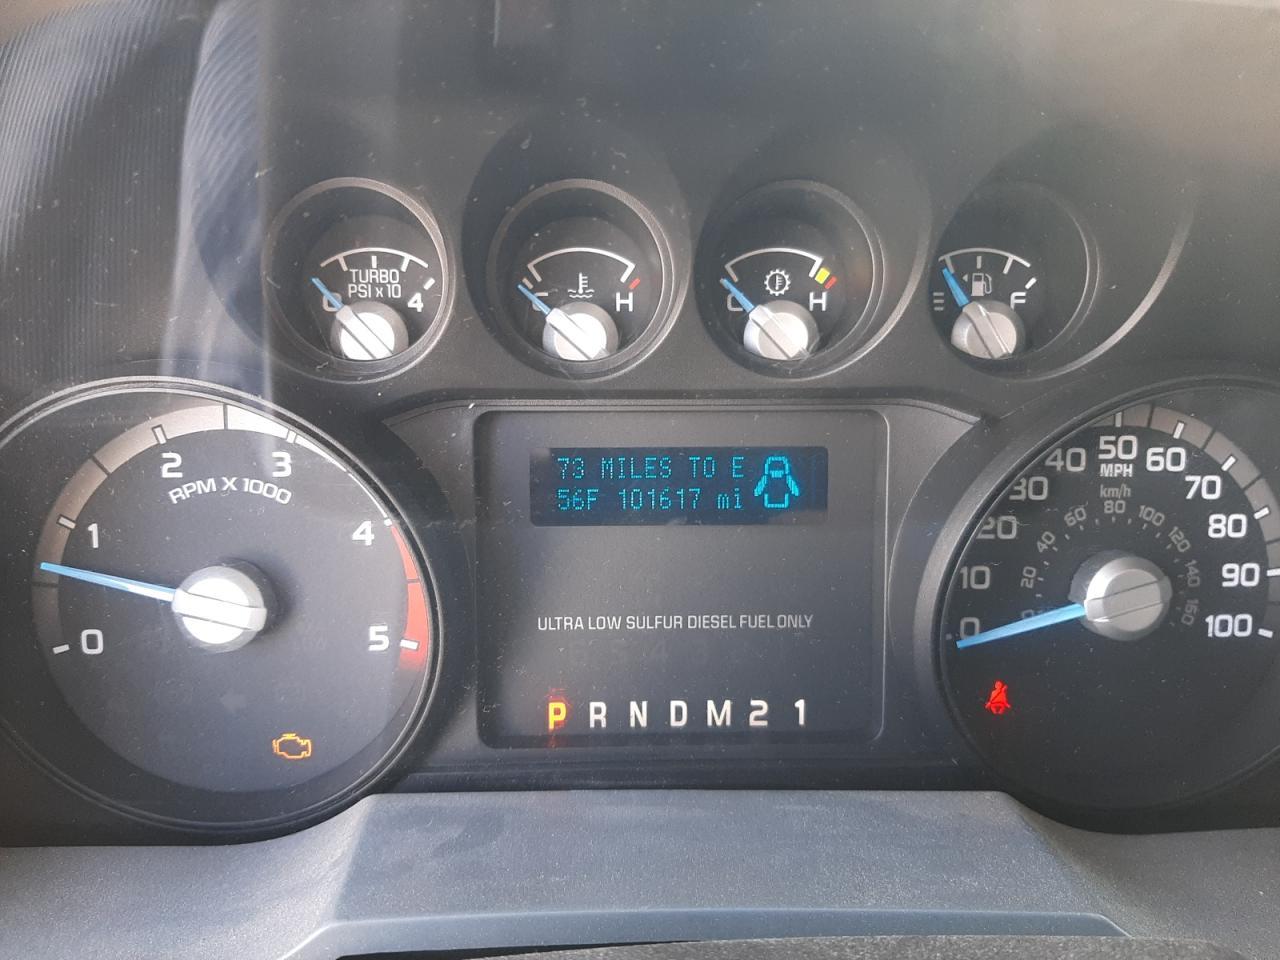 TURBO
PSI x 10
0 4
C H
C H
E F
0 1 2 3 4 5
RPM X 1000
73 MILES TO E
56F 101617 mi
ULTRA LOW SULFUR DIESEL FUEL ONLY
P R N D M 2 1
0 10 20 30 40 50 60 70 80 90 100
MPH
km/h
0 20 40 60 80 100 120 140 160